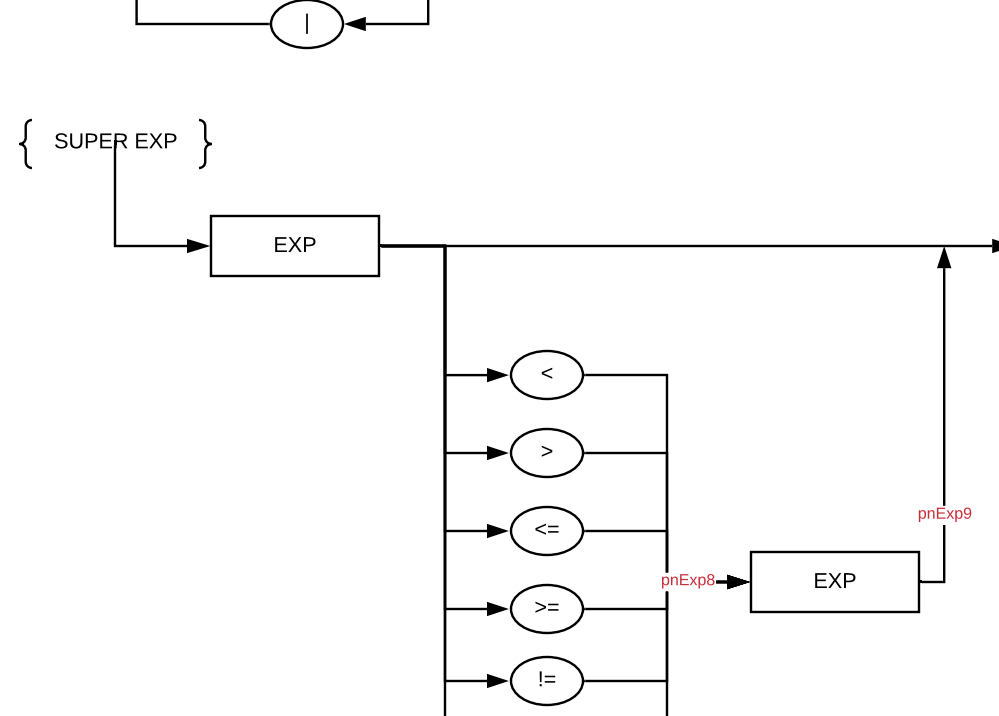 |
{ SUPER EXP }
EXP
<
>
<=
pnExp9
pnExp8
EXP
>=
!=